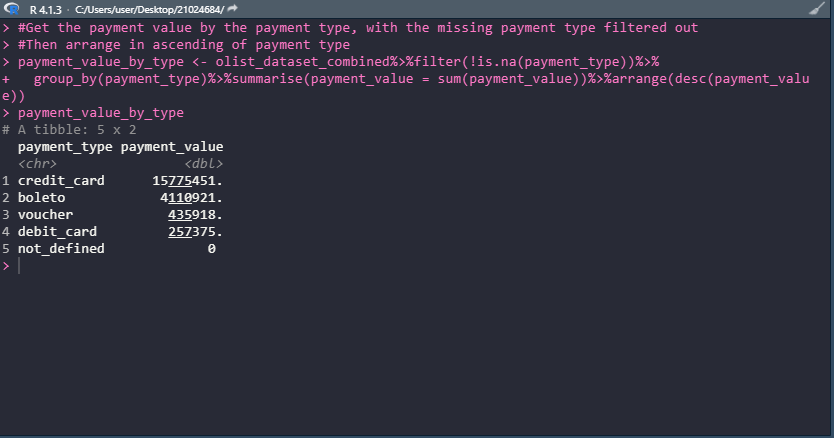 R 4.1.3 · C:/Users/user/Desktop/21024684/
> #Get the payment value by the payment type, with the missing payment type filtered out
> #Then arrange in ascending of payment type
> payment_value_by_type <- olist_dataset_combined%>%filter(!is.na(payment_type))%>%
+   group_by(payment_type)%>%summarise(payment_value = sum(payment_value))%>%arrange(desc(payment_valu
e))
> payment_value_by_type
# A tibble: 5 x 2
  payment_type payment_value
  <chr>                <dbl>
1 credit_card      15775451.
2 boleto            4110921.
3 voucher            435918.
4 debit_card         257375.
5 not_defined             0
>